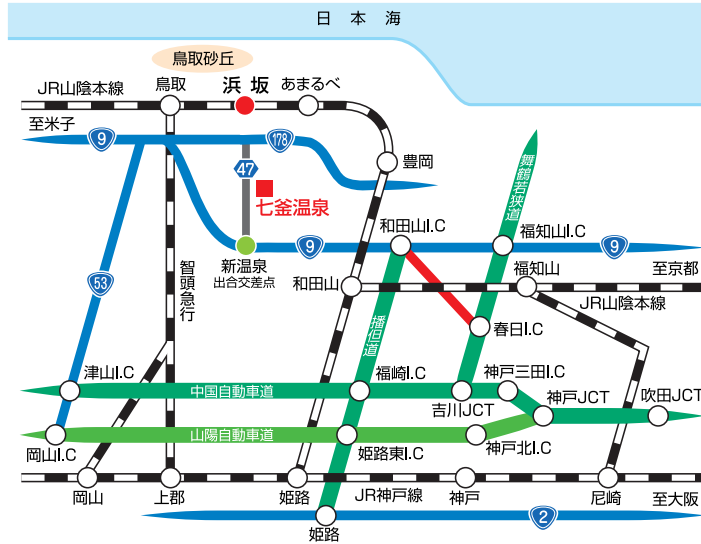 日本海
鳥取砂丘
JR山陰本線
鳥取
浜坂
あまるべ
至米子
9
178
豊岡
47
七釜温泉
舞鶴若狭道
和田山I.C
福知山I.C
9
9
新温泉
出合交差点
至京都
53
智頭急行
和田山
福知山
JR山陰本線
播但道
春日I.C
津山I.C
中国自動車道
福崎I.C
神戸三田I.C
吉川JCT
神戸JCT
吹田JCT
山陽自動車道
岡山I.C
姫路東I.C
神戸北I.C
岡山
上郡
姫路
JR神戸線
神戸
尼崎
至大阪
姫路
2